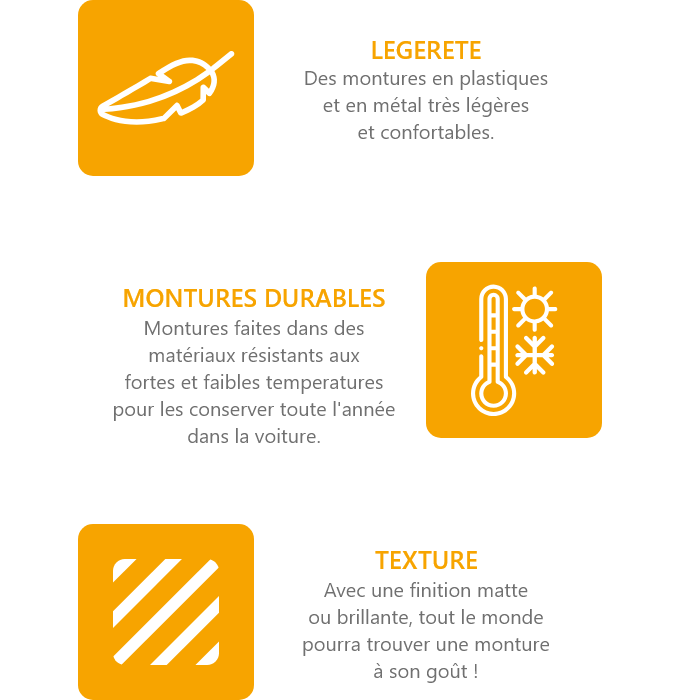 LEGERETE
Des montures en plastiques
et en métal très légères
et confortables.
MONTURES DURABLES
Montures faites dans des
matériaux résistants aux
fortes et faibles temperatures
pour les conserver toute l'année
dans la voiture.
TEXTURE
Avec une finition matte
ou brillante, tout le monde
pourra trouver une monture
à son goût !